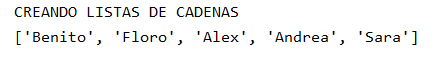 CREANDO LISTAS DE CADENAS
['Benito', 'Floro', 'Alex', 'Andrea', 'Sara']